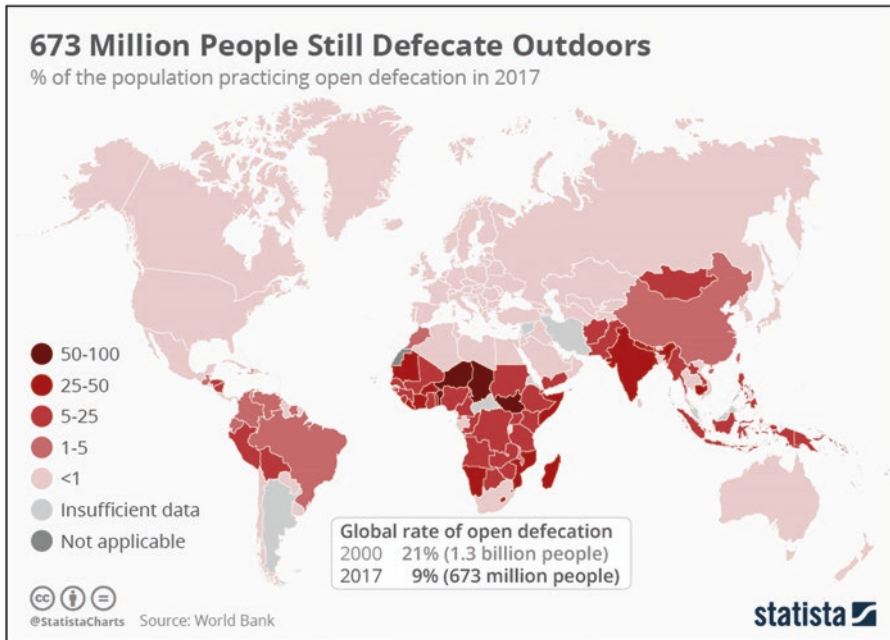 673 Million People Still Defecate Outdoors
% of the population practicing open defecation in 2017
50-100
25-50
5-25
1-5
<1
Insufficient data
Not applicable
Global rate of open defecation
2000 21% (1.3 billion people)
2017 9% (673 million people)
@StatistaCharts Source: World Bank
statista